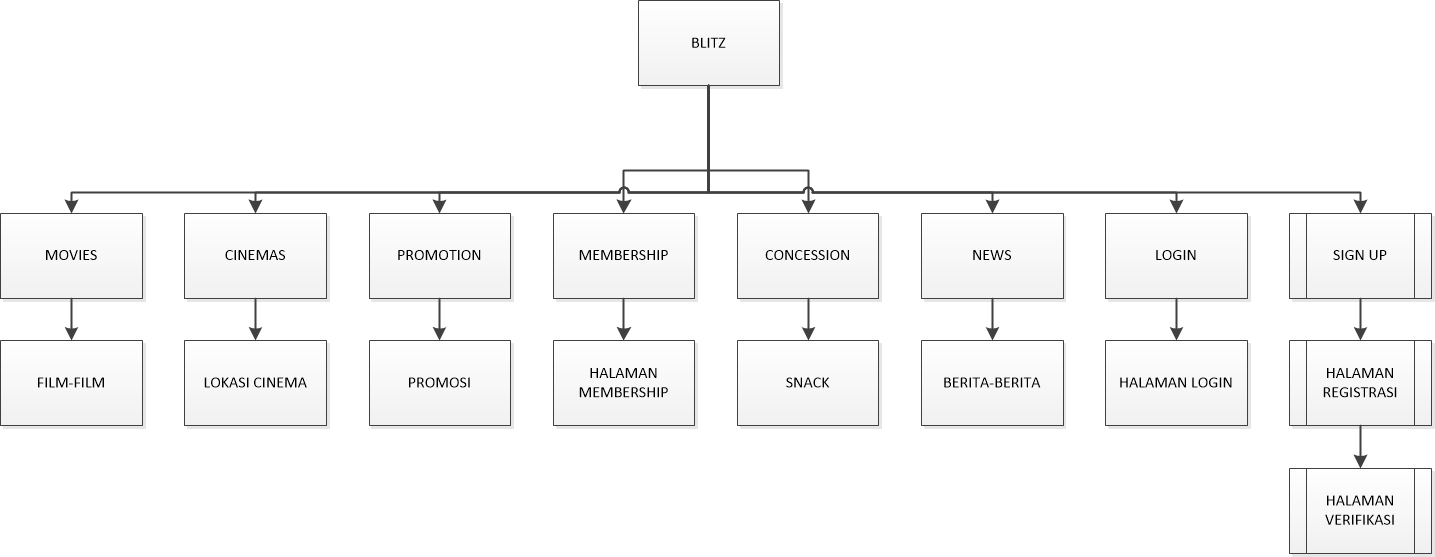 BLITZ
MOVIES
CINEMAS
PROMOTION
MEMBERSHIP
CONCESSION
NEWS
LOGIN
SIGN UP
FILM-FILM
LOKASI CINEMA
PROMOSI
HALAMAN
MEMBERSHIP
SNACK
BERITA-BERITA
HALAMAN LOGIN
HALAMAN
REGISTRASI
HALAMAN
VERIFIKASI